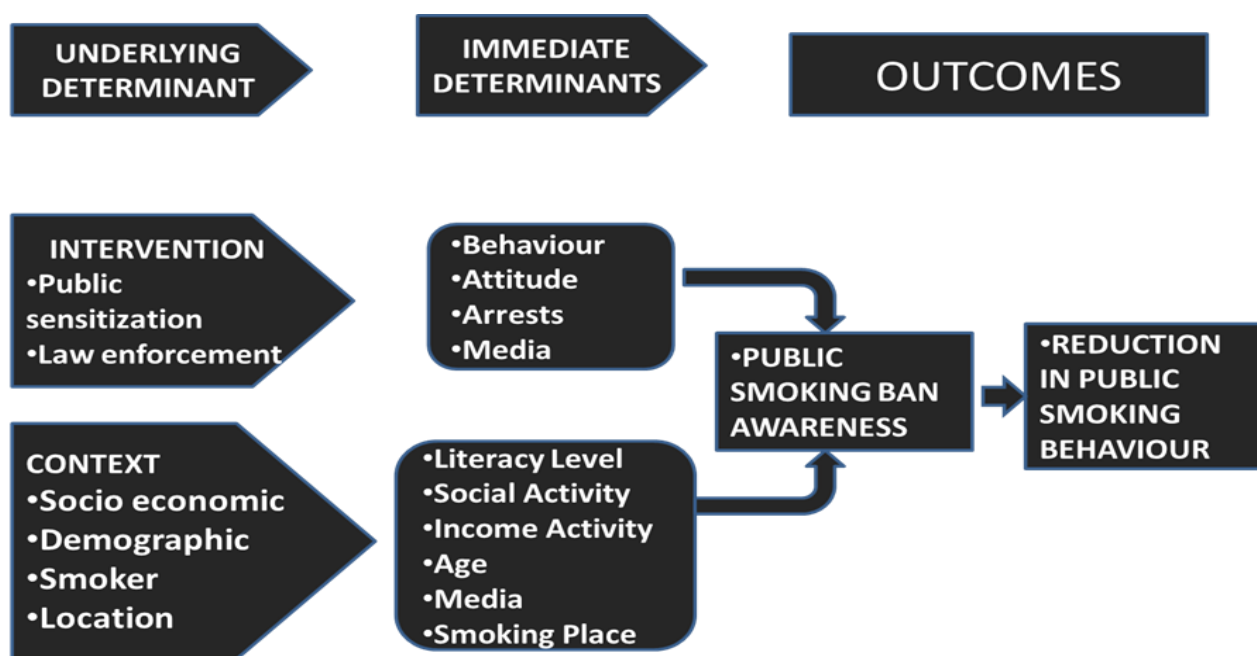 UNDERLYING
DETERMINANT
IMMEDIATE
DETERMINANTS
OUTCOMES
INTERVENTION
•Public
sensitization
•Law enforcement
•Behaviour
•Attitude
•Arrests
•Media
•PUBLIC
SMOKING BAN
AWARENESS
•REDUCTION
IN PUBLIC
SMOKING
BEHAVIOUR
CONTEXT
•Socio economic
•Demographic
•Smoker
•Location
•Literacy Level
•Social Activity
•Income Activity
•Age
•Media
•Smoking Place